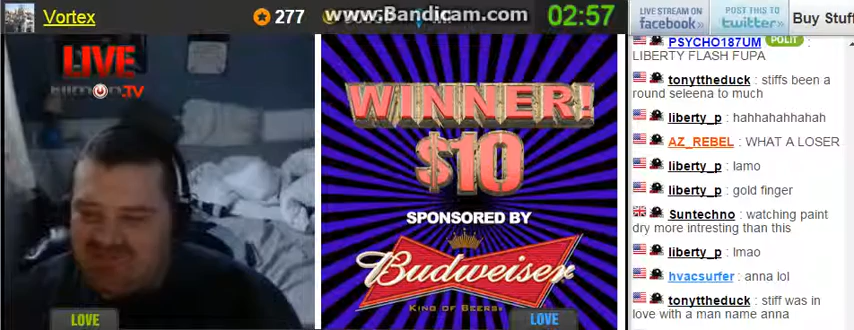 Vortex
277
www.Bandicam.com
02:57
LIVE STREAM ON
facebook»
POST THIS TO
twitter»
Buy Stuf
LIVE
.TV
LOVE
WINNER!
$10
SPONSORED BY
Budweiser
KING OF BEERS
LOVE
PSYCHO187UM POLIT :
LIBERTY FLASH FUPA
tonyttheduck : stiffs been a
round seleena to much
liberty_p : hahhahahhahah
AZ_REBEL : WHAT A LOSER
liberty_p : lamo
liberty_p : gold finger
Suntechno : watching paint
dry more intresting than this
liberty_p : lmao
hvacsurfer : anna lol
tonyttheduck : stiff was in
love with a man name anna